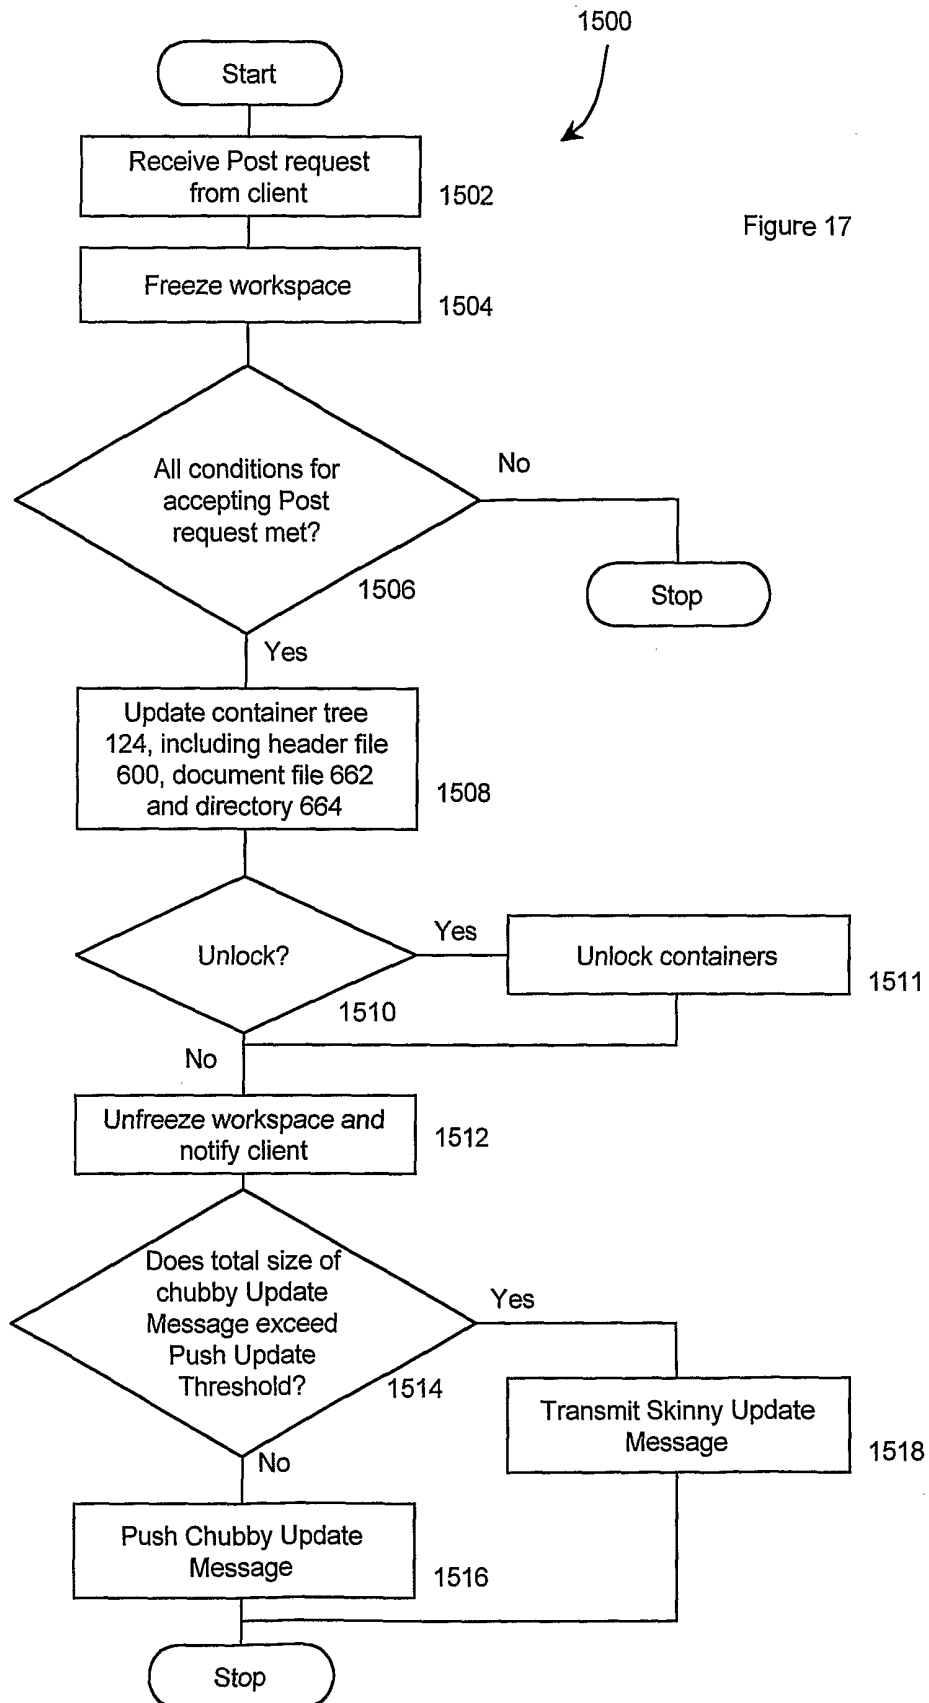 1500
Start
Receive Post request
from client
1502
Figure 17
Freeze workspace
1504
All conditions for
accepting Post
request met?
No
1506
Stop
Yes
Update container tree
124, including header file
600, document file 662
and directory 664
1508
Unlock?
Yes
Unlock containers
1511
1510
No
Unfreeze workspace and
notify client
1512
Does total size of
chubby Update
Message exceed
Push Update
Threshold?
Yes
1514
Transmit Skinny Update
Message
1518
No
Push Chubby Update
Message
1516
Stop